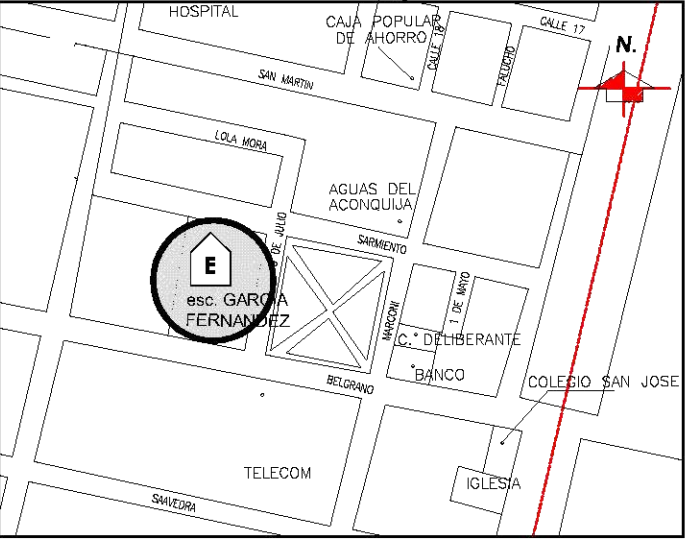 HOSPITAL
CAJA POPULAR
DE AHORRO
CALLE 18
CALLE 17
FALUCHO
N.
SAN MARTIN
LOLA MORA
AGUAS DEL
ACONQUIJA
DE JULIO
SARMIENTO
E
esc. GARCIA
FERNANDEZ
MARCONI
1 DE MAYO
C. DELIBERANTE
BANCO
BELGRANO
COLEGIO SAN JOSE
TELECOM
IGLESIA
SAAVEDRA